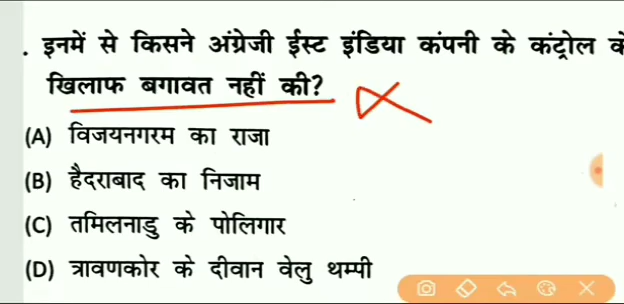 . इनमें से किसने अंग्रेजी ईस्ट इंडिया कंपनी के कंट्रोल के
खिलाफ बगावत नहीं की?
(A) विजयनगरम का राजा
(B) हैदराबाद का निजाम
(C) तमिलनाडु के पोलिगार
(D) त्रावणकोर के दीवान वेलु थम्पी